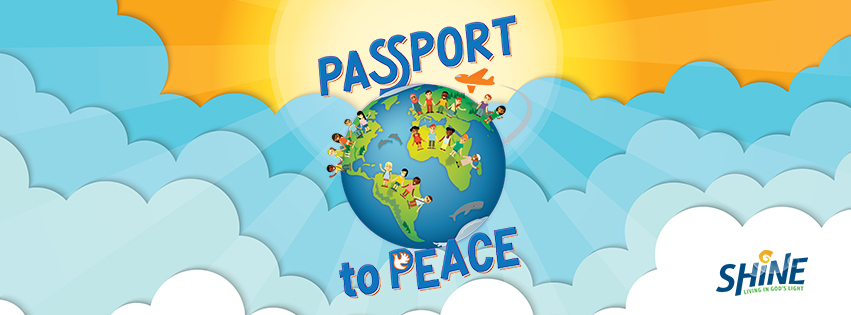 PASSPORT
to PEACE
SHINE
LIVING IN GOD'S LIGHT